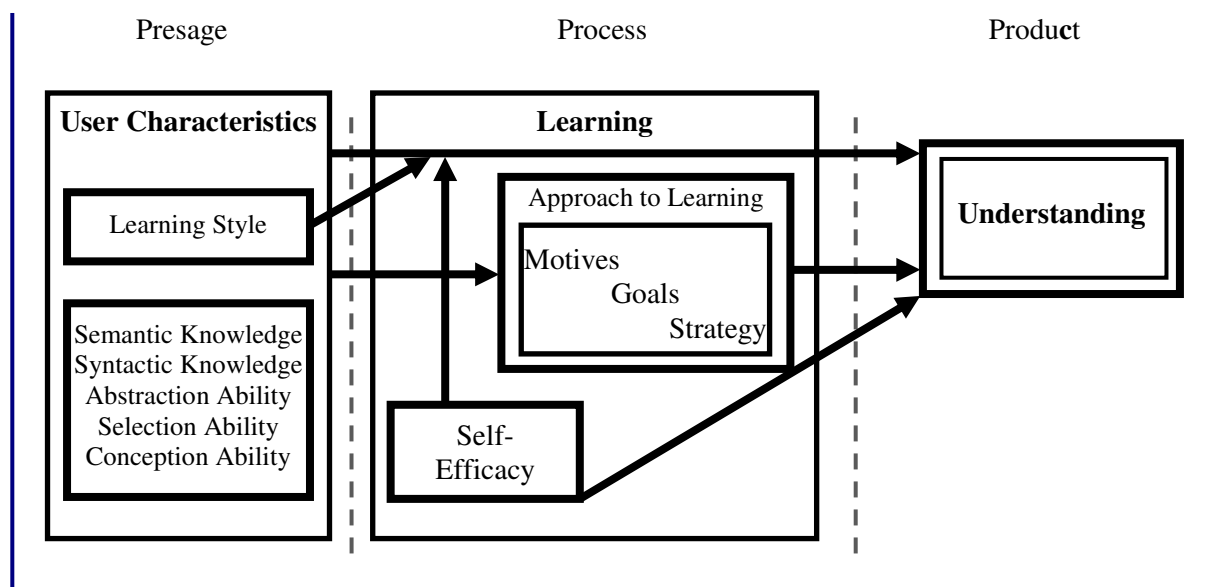 Presage
Process
Product
User Characteristics
Learning
Learning Style
Approach to Learning
Understanding
Motives
Goals
Strategy
Semantic Knowledge
Syntactic Knowledge
Abstraction Ability
Selection Ability
Conception Ability
Self-
Efficacy